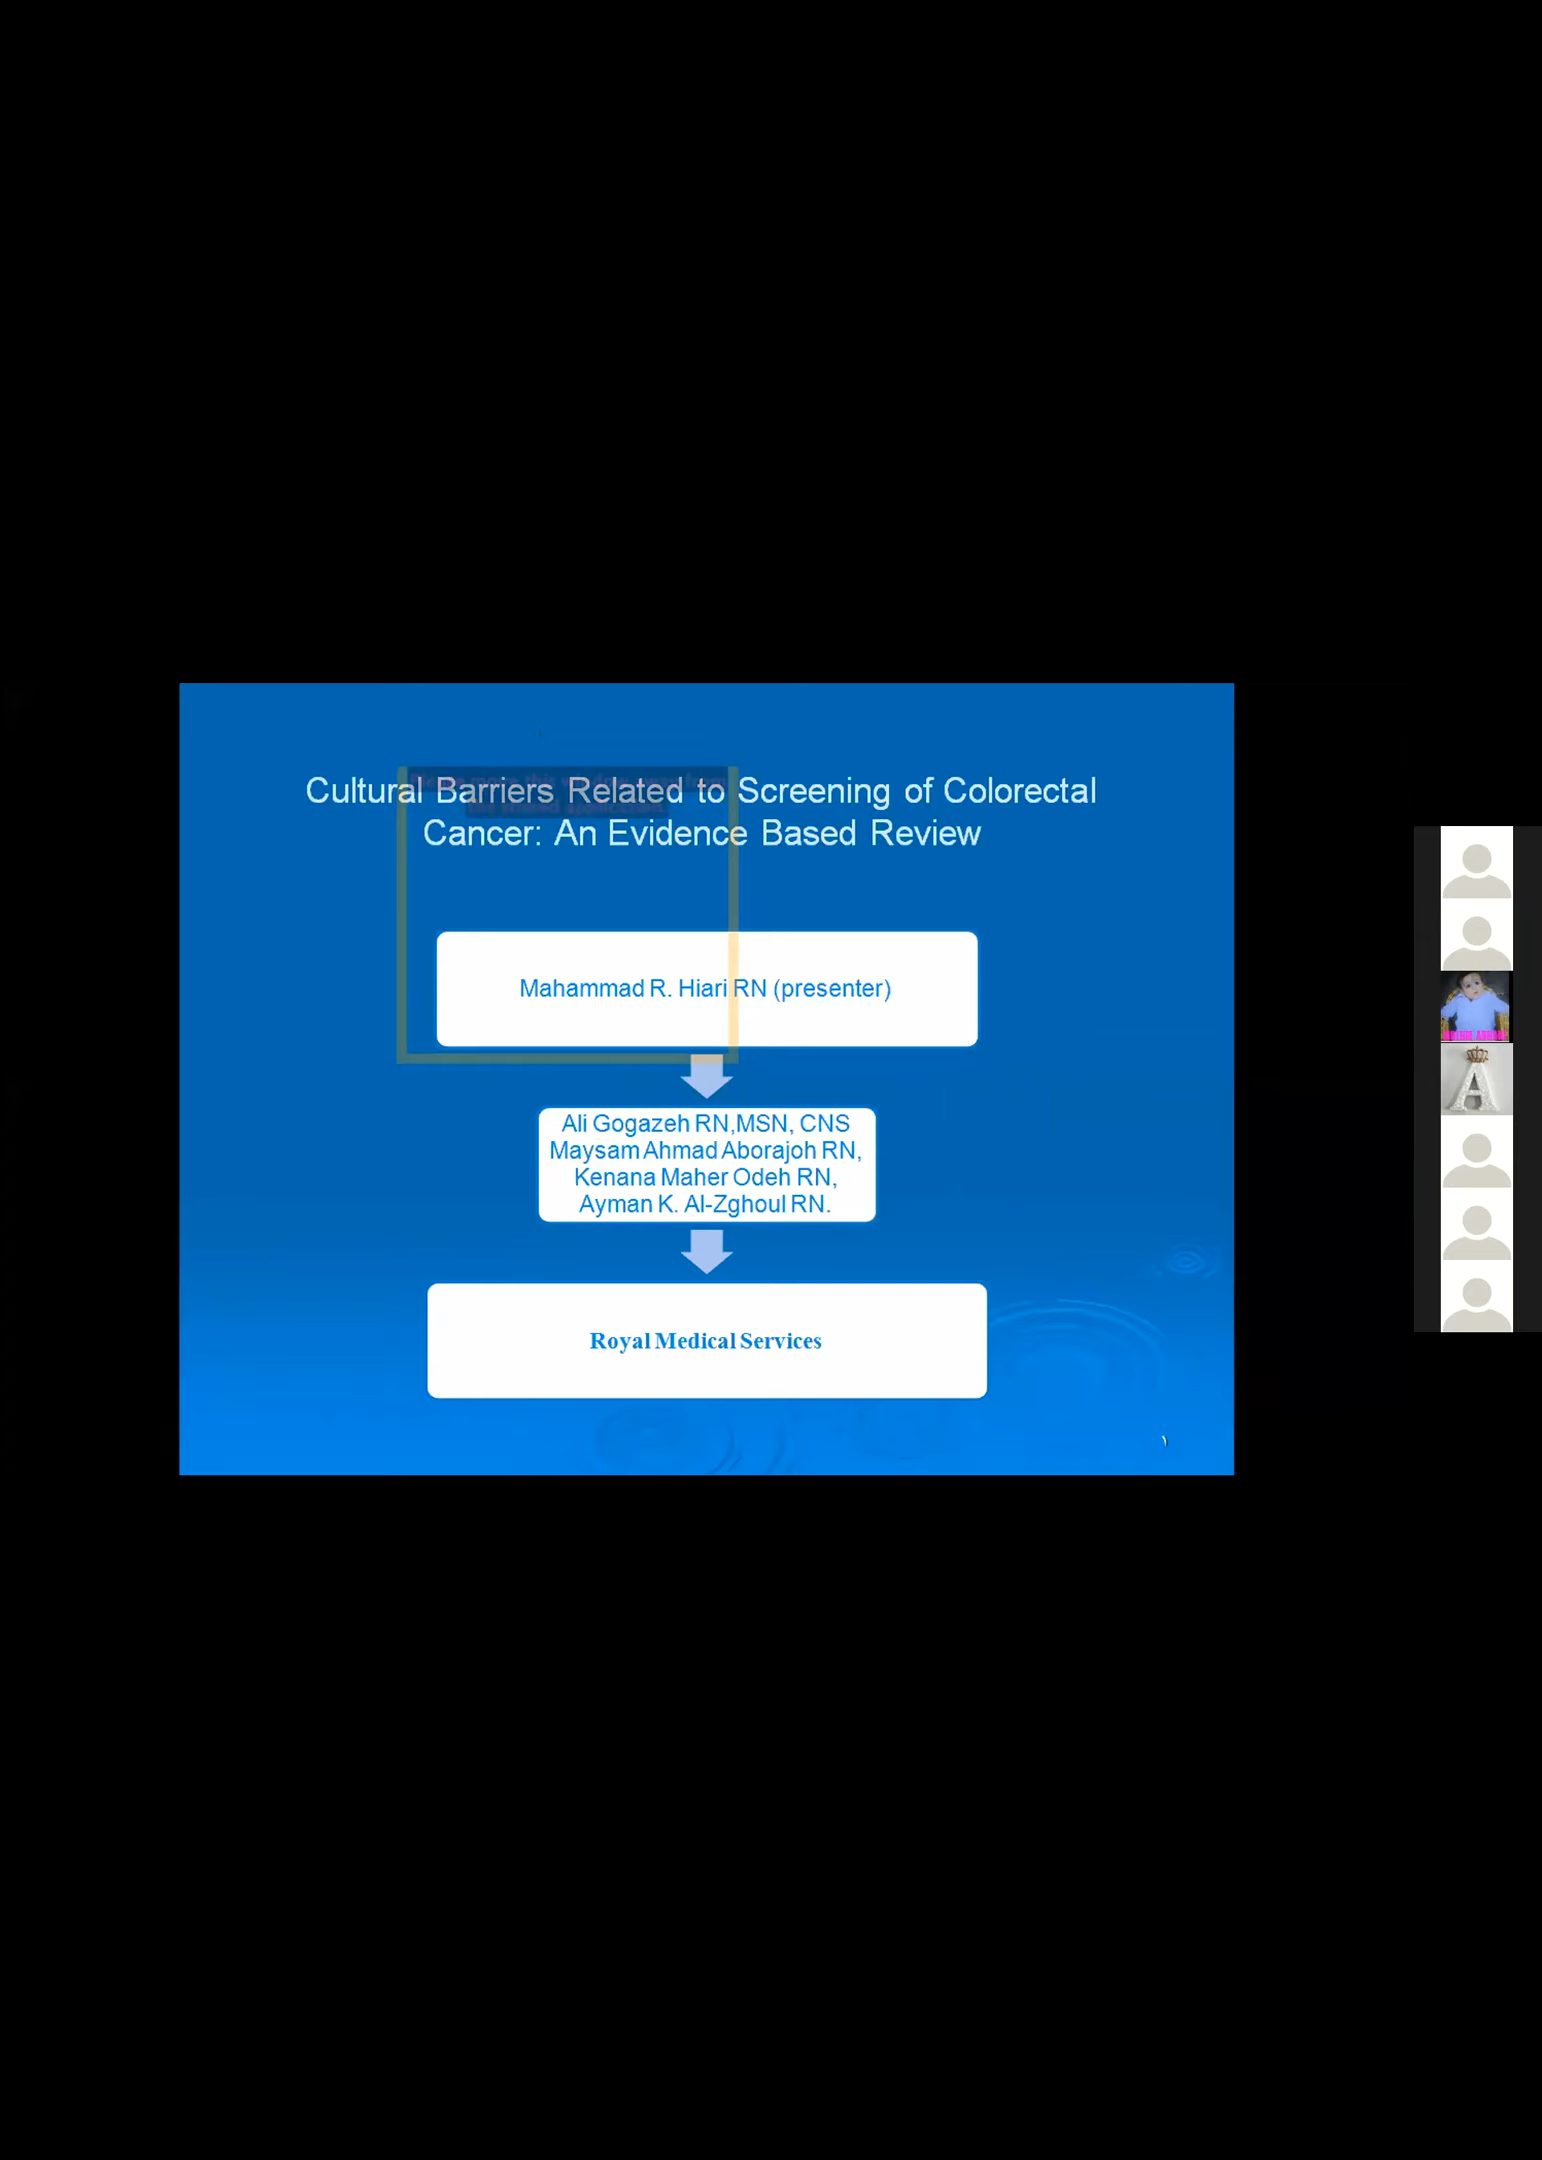 Cultural Barriers Related to Screening of Colorectal
Cancer: An Evidence Based Review
Mahammad R. Hiari RN (presenter)
Ali Gogazeh RN,MSN, CNS
Maysam Ahmad Aborajoh RN,
Kenana Maher Odeh RN,
Ayman K. Al-Zghoul RN.
Royal Medical Services
١
A